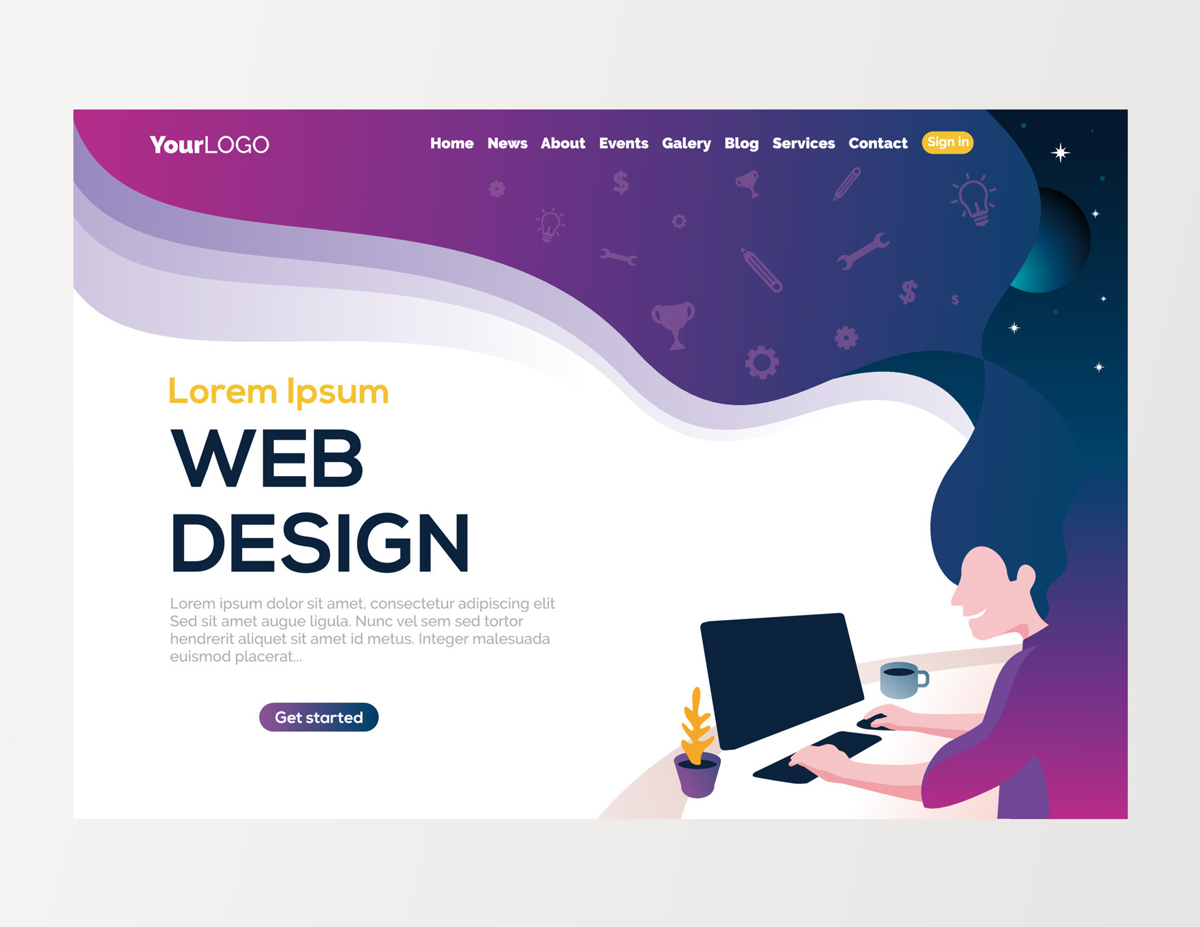 YourLOGO
Home News About Events Galery Blog Services Contact Sign in
Lorem Ipsum
WEB
DESIGN
Lorem ipsum dolor sit amet, consectetur adipiscing elit
Sed sit amet augue ligula. Nunc vel sem sed tortor
hendrerit aliquet sit amet id metus. Integer malesuada
euismod placerat...
Get started